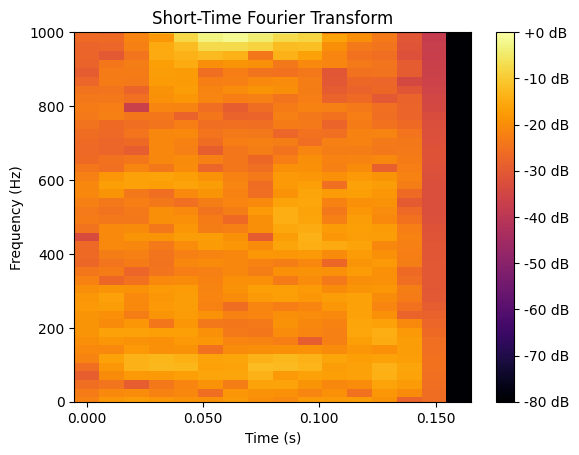 Short-Time Fourier Transform
1000
800
600
400
200
0
Frequency (Hz)
0.000
0.050
0.100
0.150
Time (s)
+0 dB
-10 dB
-20 dB
-30 dB
-40 dB
-50 dB
-60 dB
-70 dB
-80 dB